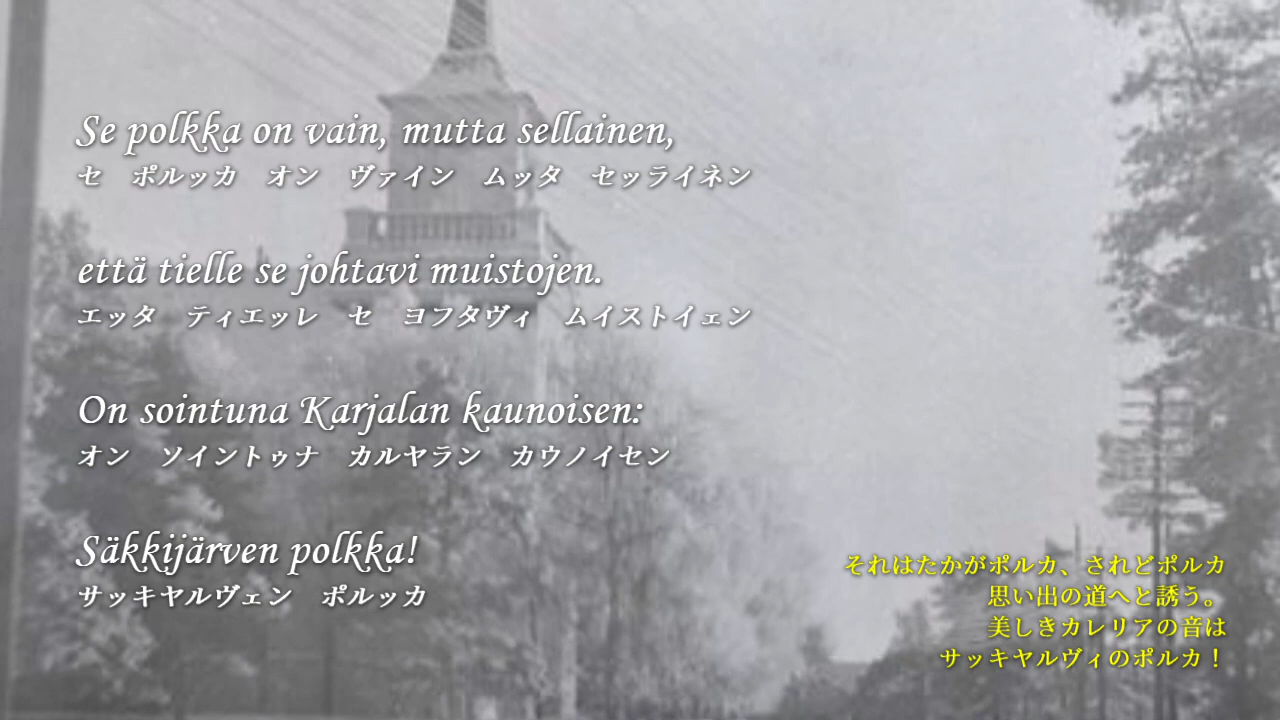 Se polkka on vain, mutta sellainen,
セ　ポルッカ　オン　ヴァイン　ムッタ　セッライネン
että tielle se johtavi muistojen.
エッタ　ティエッレ　セ　ヨフタヴィ　ムイストイェン
On sointuna Karjalan kaunoisen:
オン　ソイントゥナ　カルヤラン　カウノイセン
Säkkijärven polkka!
サッキヤルヴェン　ポルッカ
それはたかがポルカ、されどポルカ
思い出の道へと誘う。
美しきカレリアの音は
サッキヤルヴィのポルカ！